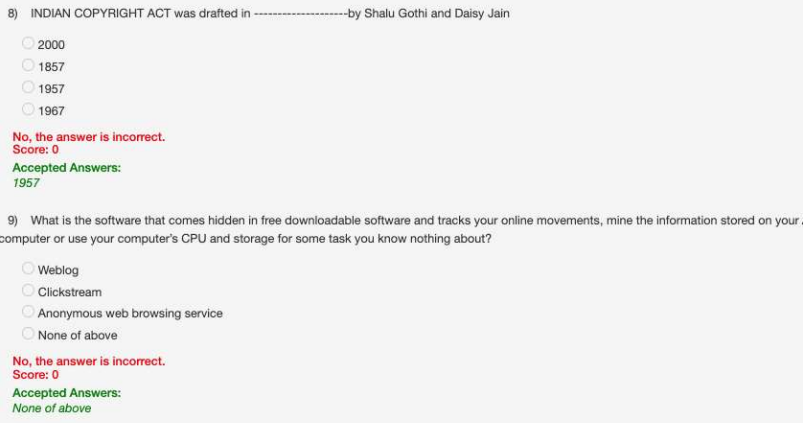 8) INDIAN COPYRIGHT ACT was drafted in --------------------by Shalu Gothi and Daisy Jain
2000
1857
1957
1967
No, the answer is incorrect.
Score: 0
Accepted Answers:
1957
9) What is the software that comes hidden in free downloadable software and tracks your online movements, mine the information stored on your
computer or use your computer's CPU and storage for some task you know nothing about?
Weblog
Clickstream
Anonymous web browsing service
None of above
No, the answer is incorrect.
Score: 0
Accepted Answers:
None of above